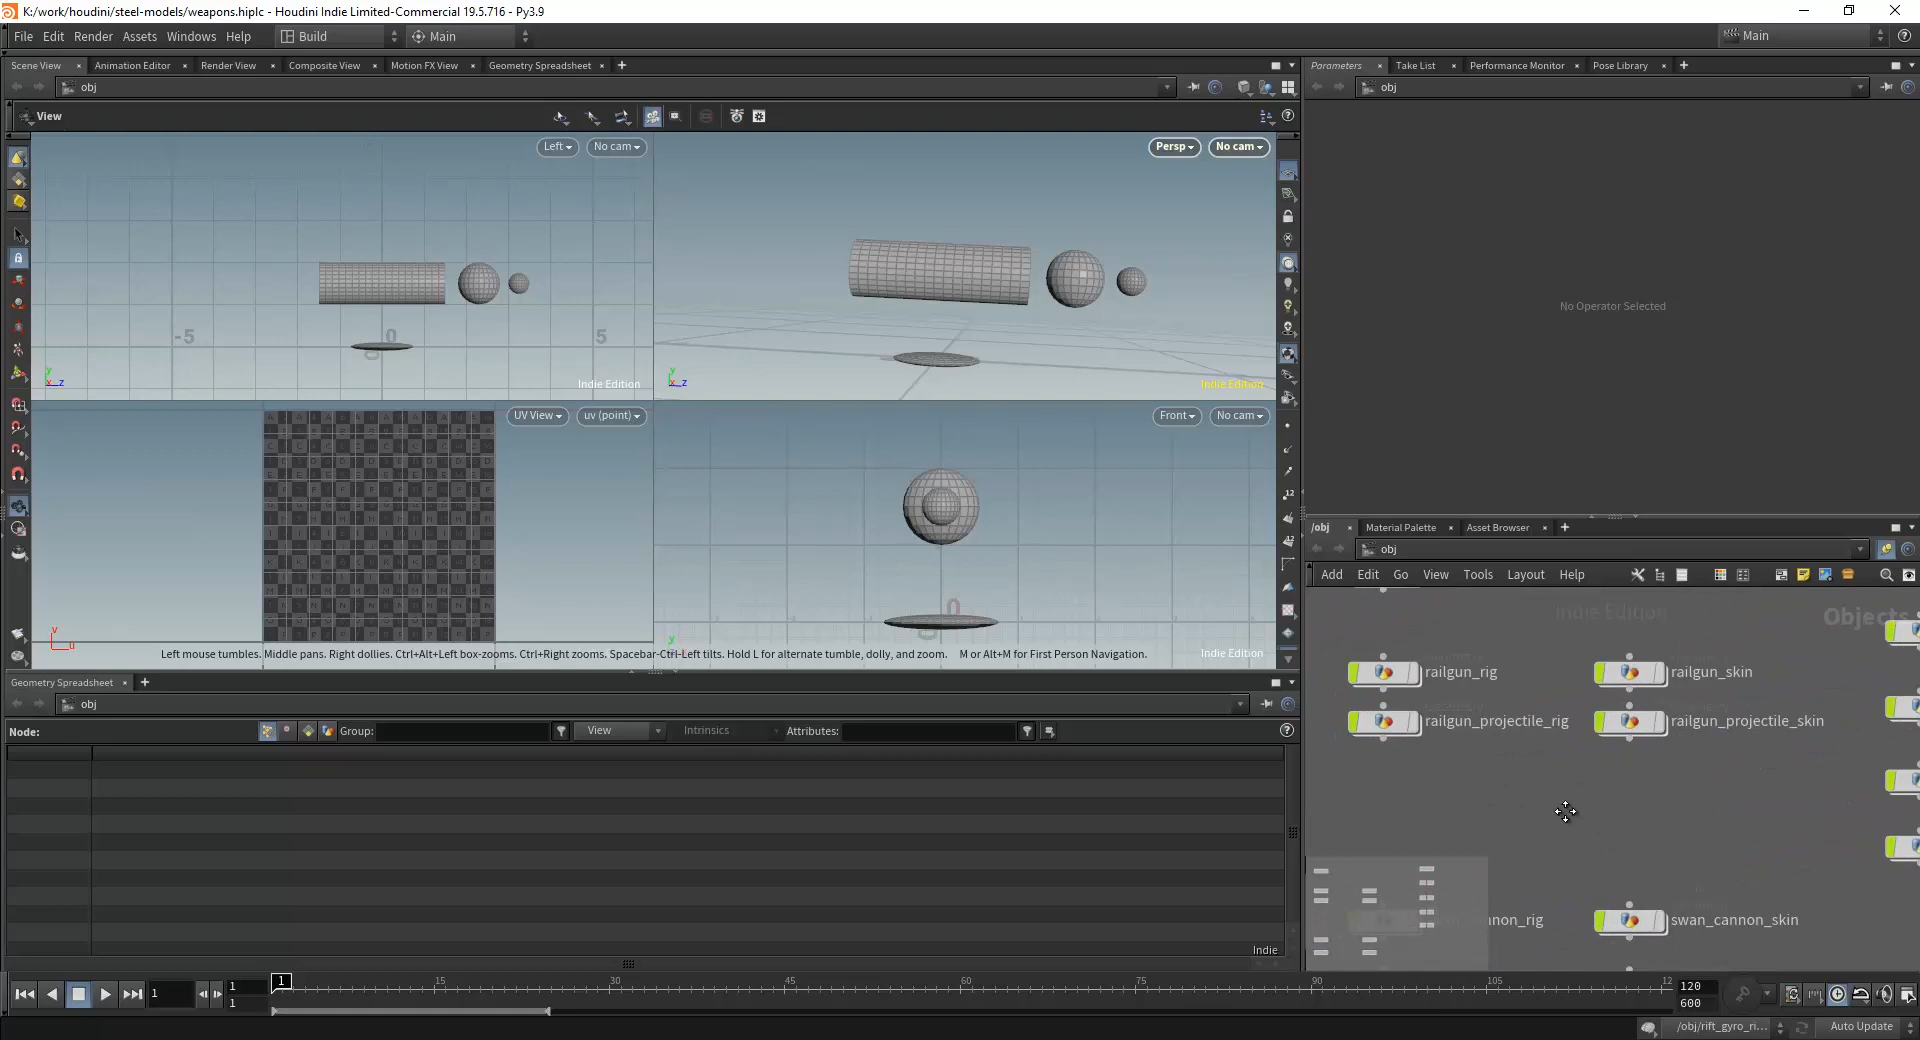 K:/work/houdini/steel-models/weapons.hiplc - Houdini Indie Limited-Commercial 19.5.716 - Py3.9
File Edit Render Assets Windows Help Build Main Main
Scene View Animation Editor Render View Composite View Motion FX View Geometry Spreadsheet
obj
View
Left No cam
-5 0 5
y x z
Indie Edition
Persp No cam
y x z
Indie Edition
UV View uv (point)
v u
Front No cam
0
y
Indie Edition
Left mouse tumbles. Middle pans. Right dollies. Ctrl+Alt+Left box-zooms. Ctrl+Right zooms. Spacebar-Ctrl-Left tilts. Hold L for alternate tumble, dolly, and zoom. M or Alt+M for First Person Navigation.
Geometry Spreadsheet
obj
Node: Group: View Intrinsics Attributes:
Indie
Parameters Take List Performance Monitor Pose Library
obj
No Operator Selected
/obj Material Palette Asset Browser
obj
Add Edit Go View Tools Layout Help
Indie Edition Objects
railgun_rig railgun_skin
railgun_projectile_rig railgun_projectile_skin
nnon_rig swan_cannon_skin
1 1 1 1 15 30 45 60 75 90 105 12 120
600
/obj/rift_gyro_ri... Auto Update